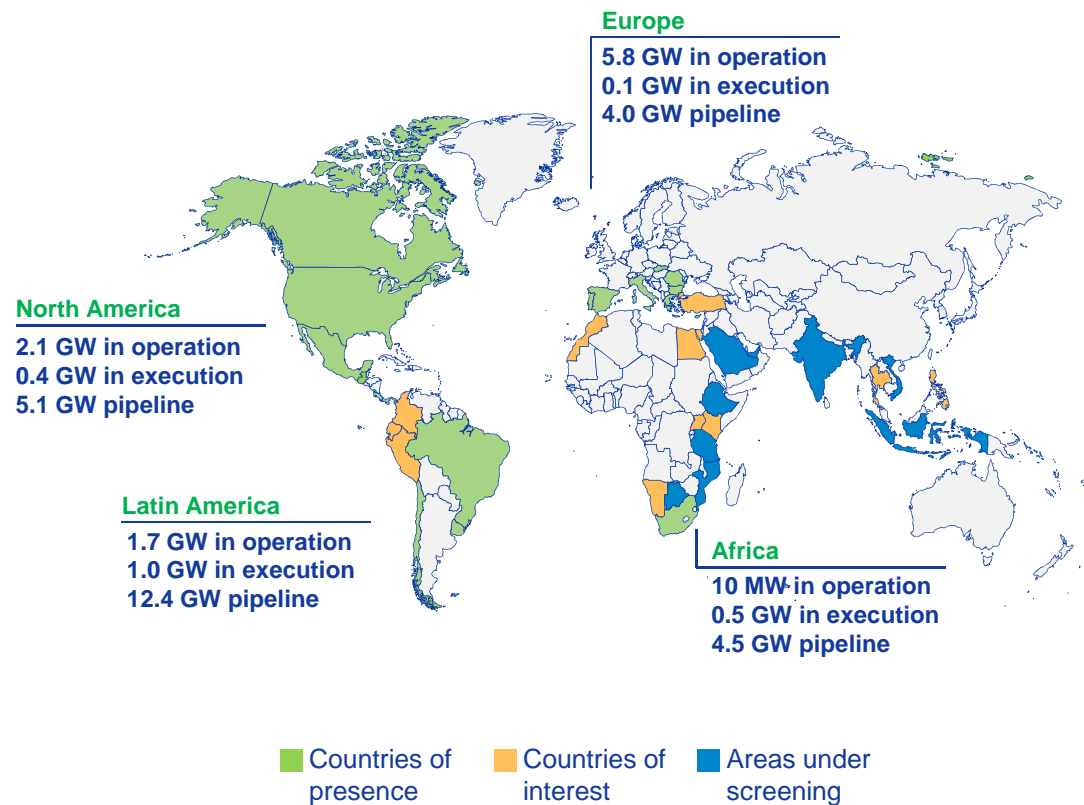 Europe
5.8 GW in operation
0.1 GW in execution
4.0 GW pipeline
North America
2.1 GW in operation
0.4 GW in execution
5.1 GW pipeline
Latin America
1.7 GW in operation
1.0 GW in execution
12.4 GW pipeline
Africa
10 MW in operation
0.5 GW in execution
4.5 GW pipeline
Countries of
presence
Countries of
interest
Areas under
screening